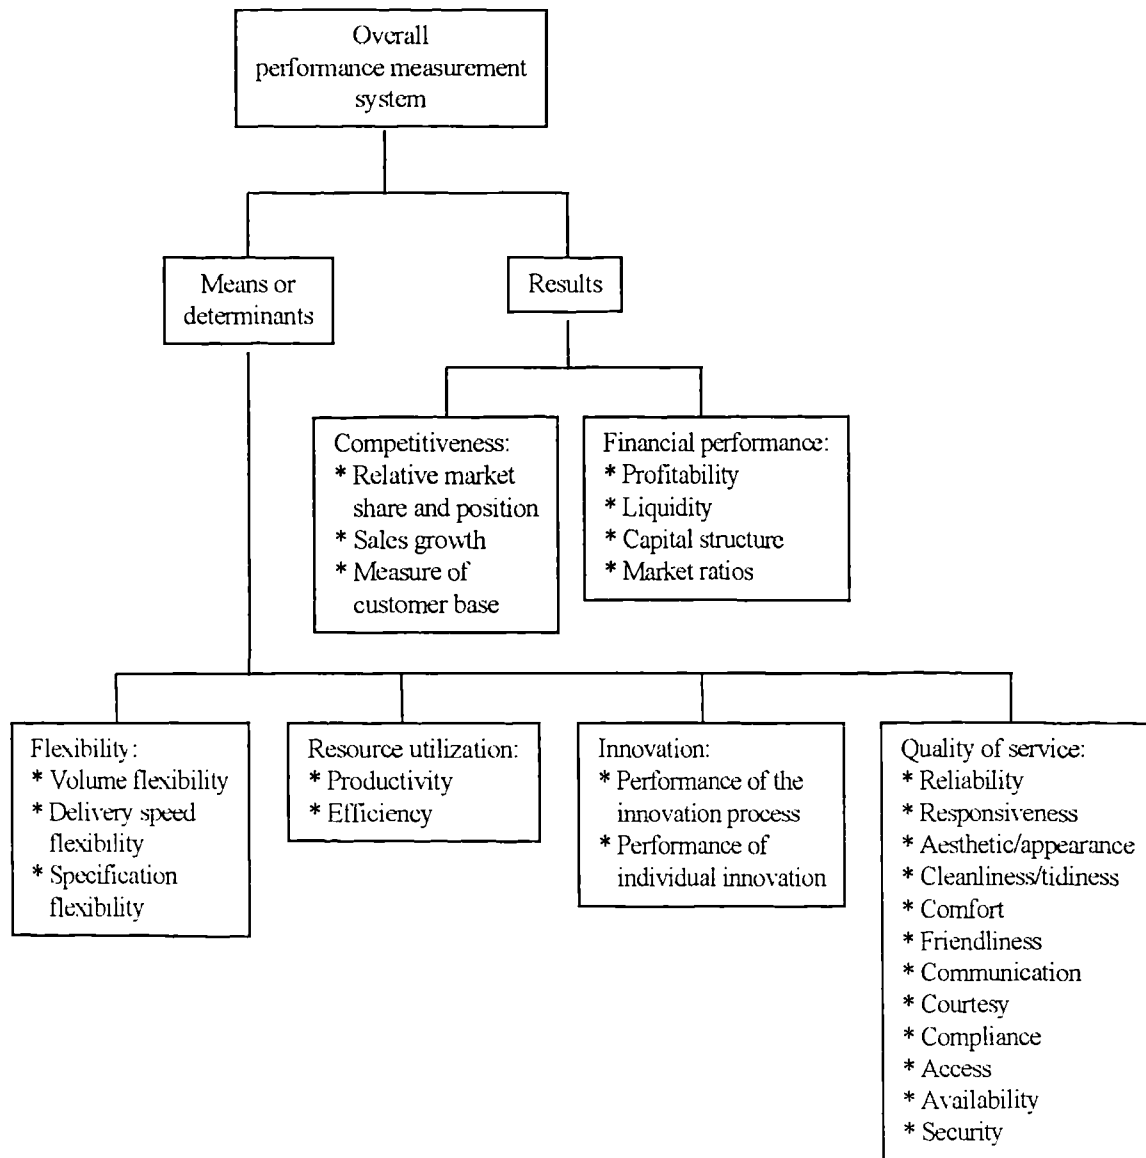 Overall
performance measurement
system
Means or
determinants
Results
Competitiveness:
* Relative market
share and position
* Sales growth
* Measure of
customer base
Financial performance:
* Profitability
* Liquidity
* Capital structure
* Market ratios
Flexibility:
* Volume flexibility
* Delivery speed
flexibility
* Specification
flexibility
Resource utilization:
* Productivity
* Efficiency
Innovation:
* Performance of the
innovation process
* Performance of
individual innovation
Quality of service:
* Reliability
* Responsiveness
* Aesthetic/appearance
* Cleanliness/tidiness
* Comfort
* Friendliness
* Communication
* Courtesy
* Compliance
* Access
* Availability
* Security